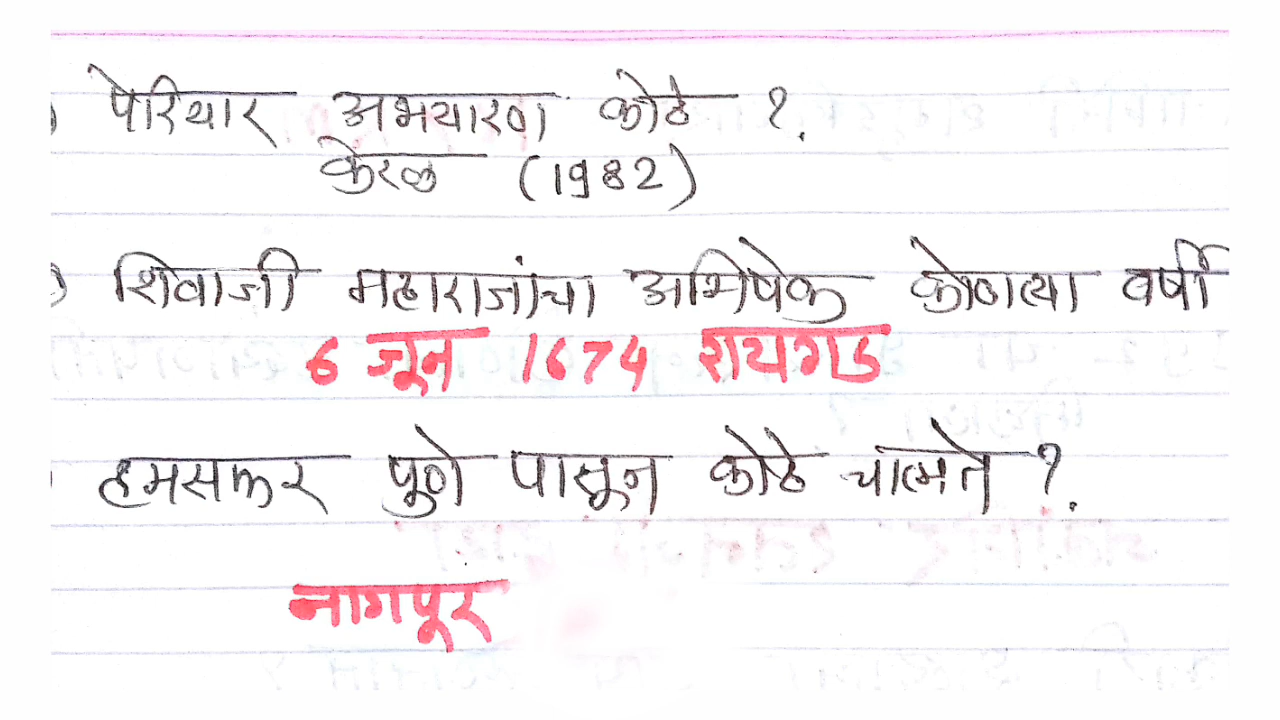 ) पेरियार अभयारण कोठे ?
केरळ (1982)
) शिवाजी महाराजांचा अभिषेक कोणत्या वर्षी
6 जून 1674 रायगड
हमसफर पुणे पासून कोठे चालते ?
नागपूर